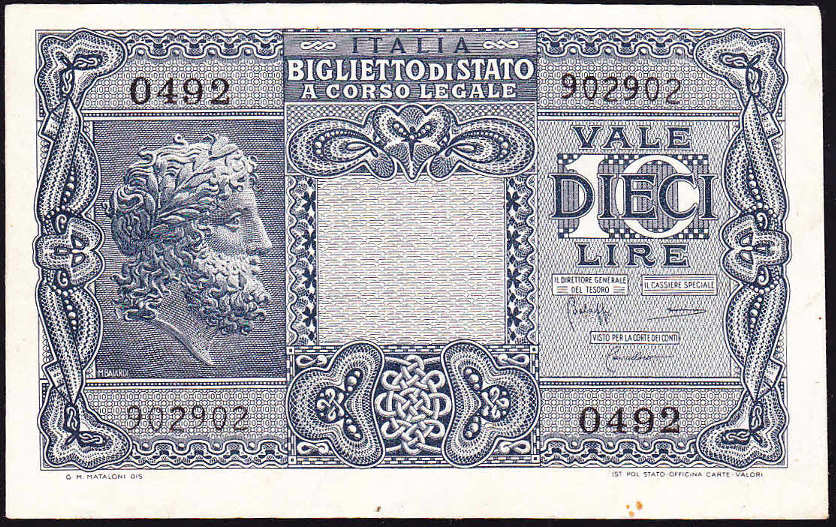 ITALIA
BIGLIETTO DI STATO
A CORSO LEGALE
0492
902902
VALE
10
DIECI
LIRE
IL DIRETTORE GENERALE
DEL TESORO
IL CASSIERE SPECIALE
VISTO PER LA CORTE DEI CONTI
M. BAIARDI
902902
0492
G. M. MATALONI DIS
IST. POL. STATO OFFICINA CARTE-VALORI